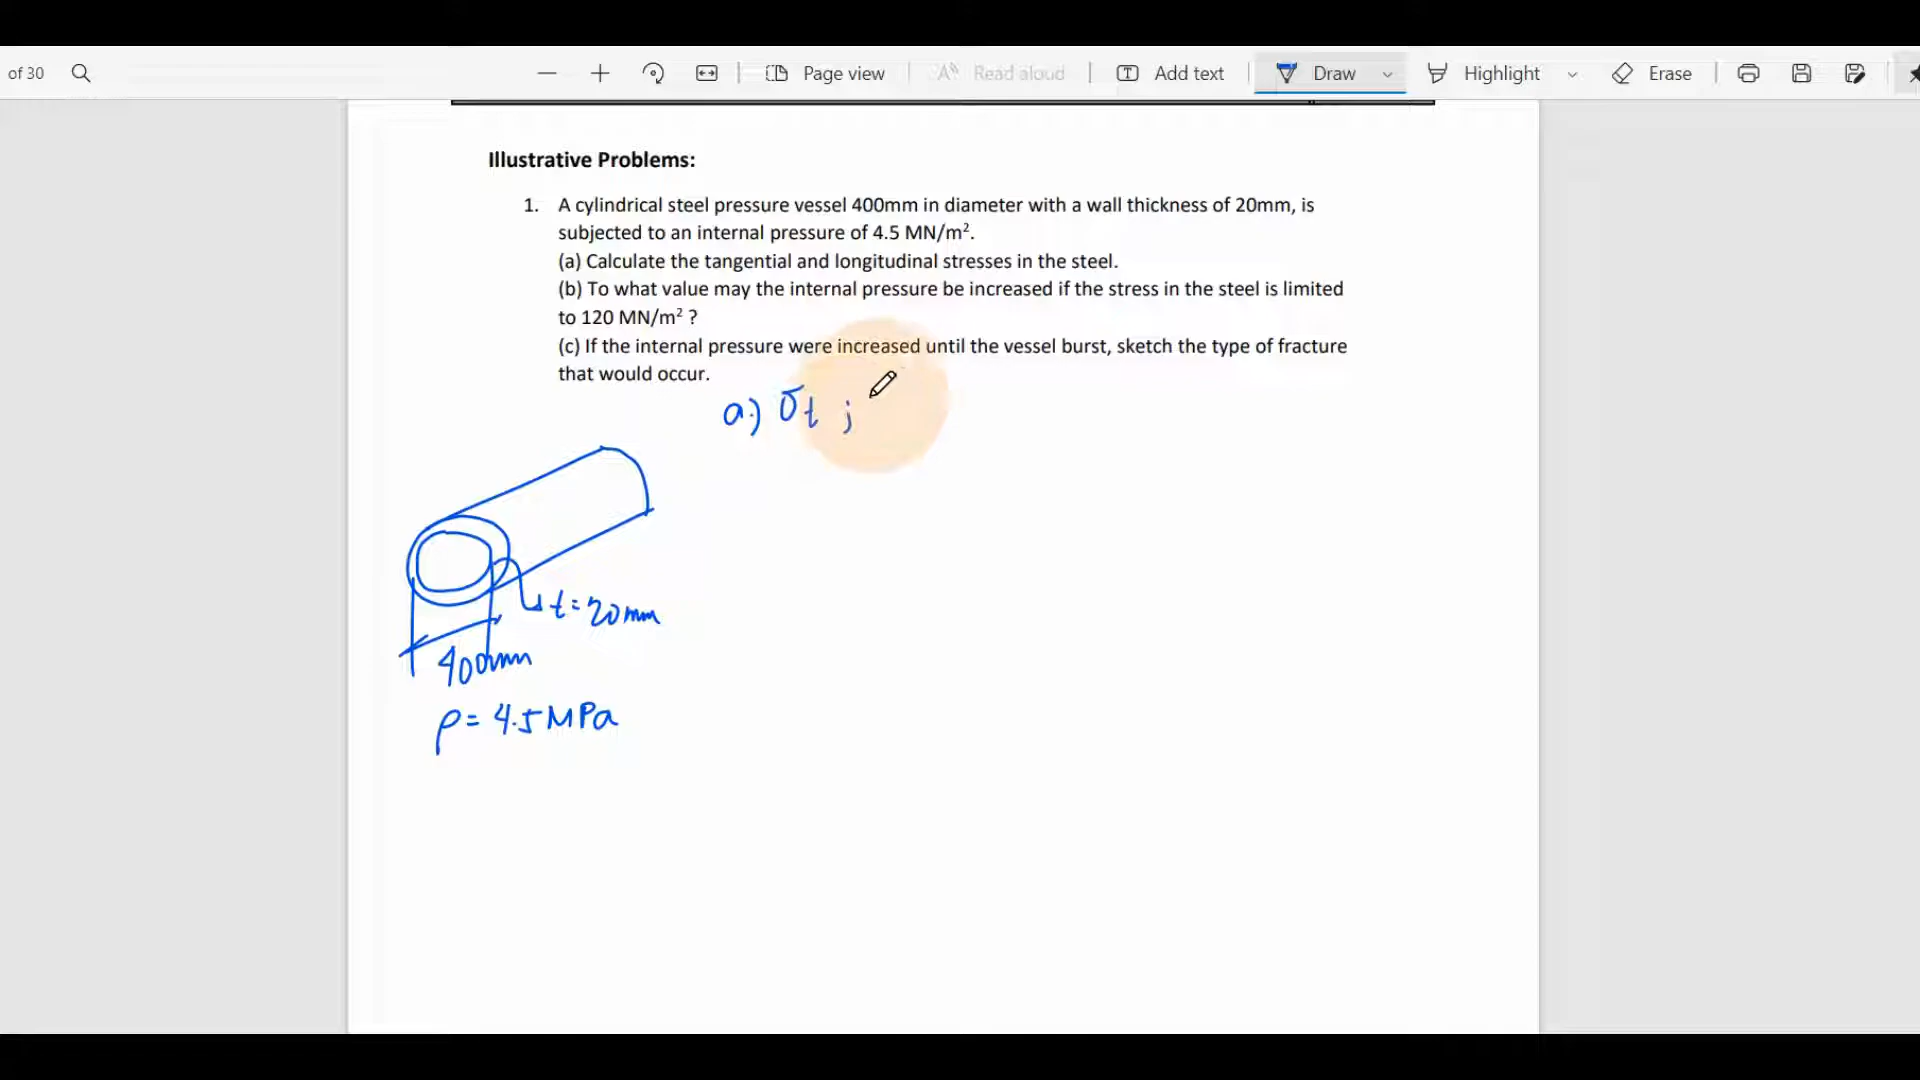 of 30 Page view Read aloud Add text Draw Highlight Erase
Illustrative Problems:
1. A cylindrical steel pressure vessel 400mm in diameter with a wall thickness of 20mm, is
subjected to an internal pressure of 4.5 MN/m².
(a) Calculate the tangential and longitudinal stresses in the steel.
(b) To what value may the internal pressure be increased if the stress in the steel is limited
to 120 MN/m² ?
(c) If the internal pressure were increased until the vessel burst, sketch the type of fracture
that would occur.
a.) σt ;
t = 20mm
400mm
ρ = 4.5 MPa